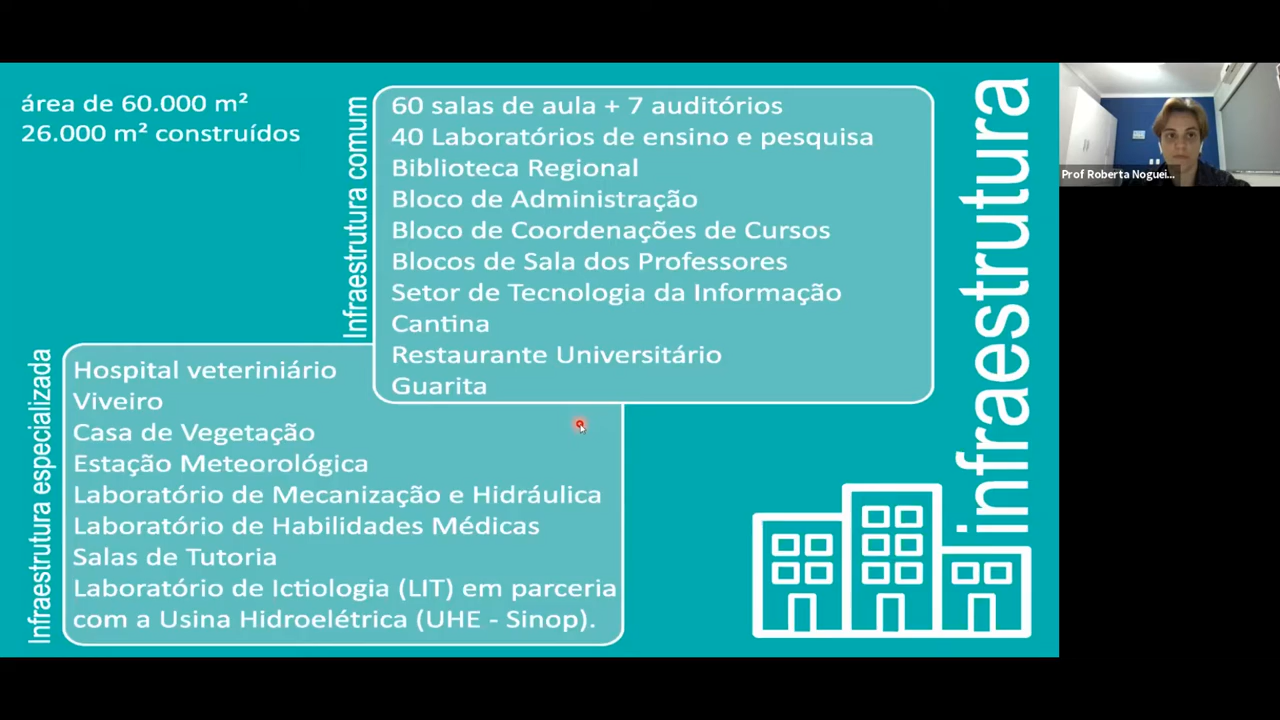 área de 60.000 m²
26.000 m² construídos
Infraestrutura comum
60 salas de aula + 7 auditórios
40 Laboratórios de ensino e pesquisa
Biblioteca Regional
Bloco de Administração
Bloco de Coordenações de Cursos
Blocos de Sala dos Professores
Setor de Tecnologia da Informação
Cantina
Restaurante Universitário
Guarita
Infraestrutura especializada
Hospital veteriniário
Viveiro
Casa de Vegetação
Estação Meteorológica
Laboratório de Mecanização e Hidráulica
Laboratório de Habilidades Médicas
Salas de Tutoria
Laboratório de Ictiologia (LIT) em parceria
com a Usina Hidroelétrica (UHE - Sinop).
infraestrutura
Prof Roberta Noguei...